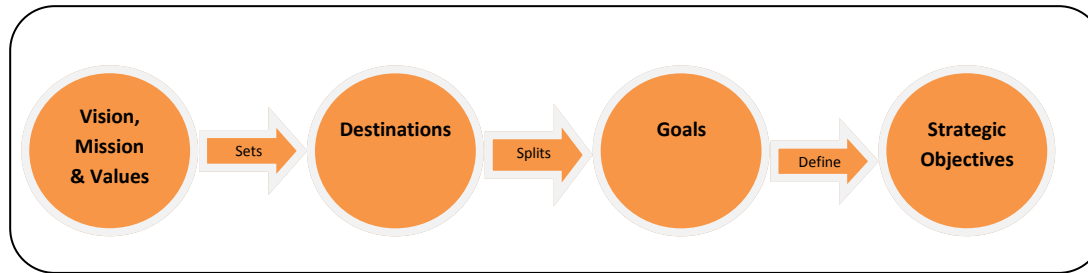 Vision,
Mission
& Values
Sets
Destinations
Splits
Goals
Define
Strategic
Objectives